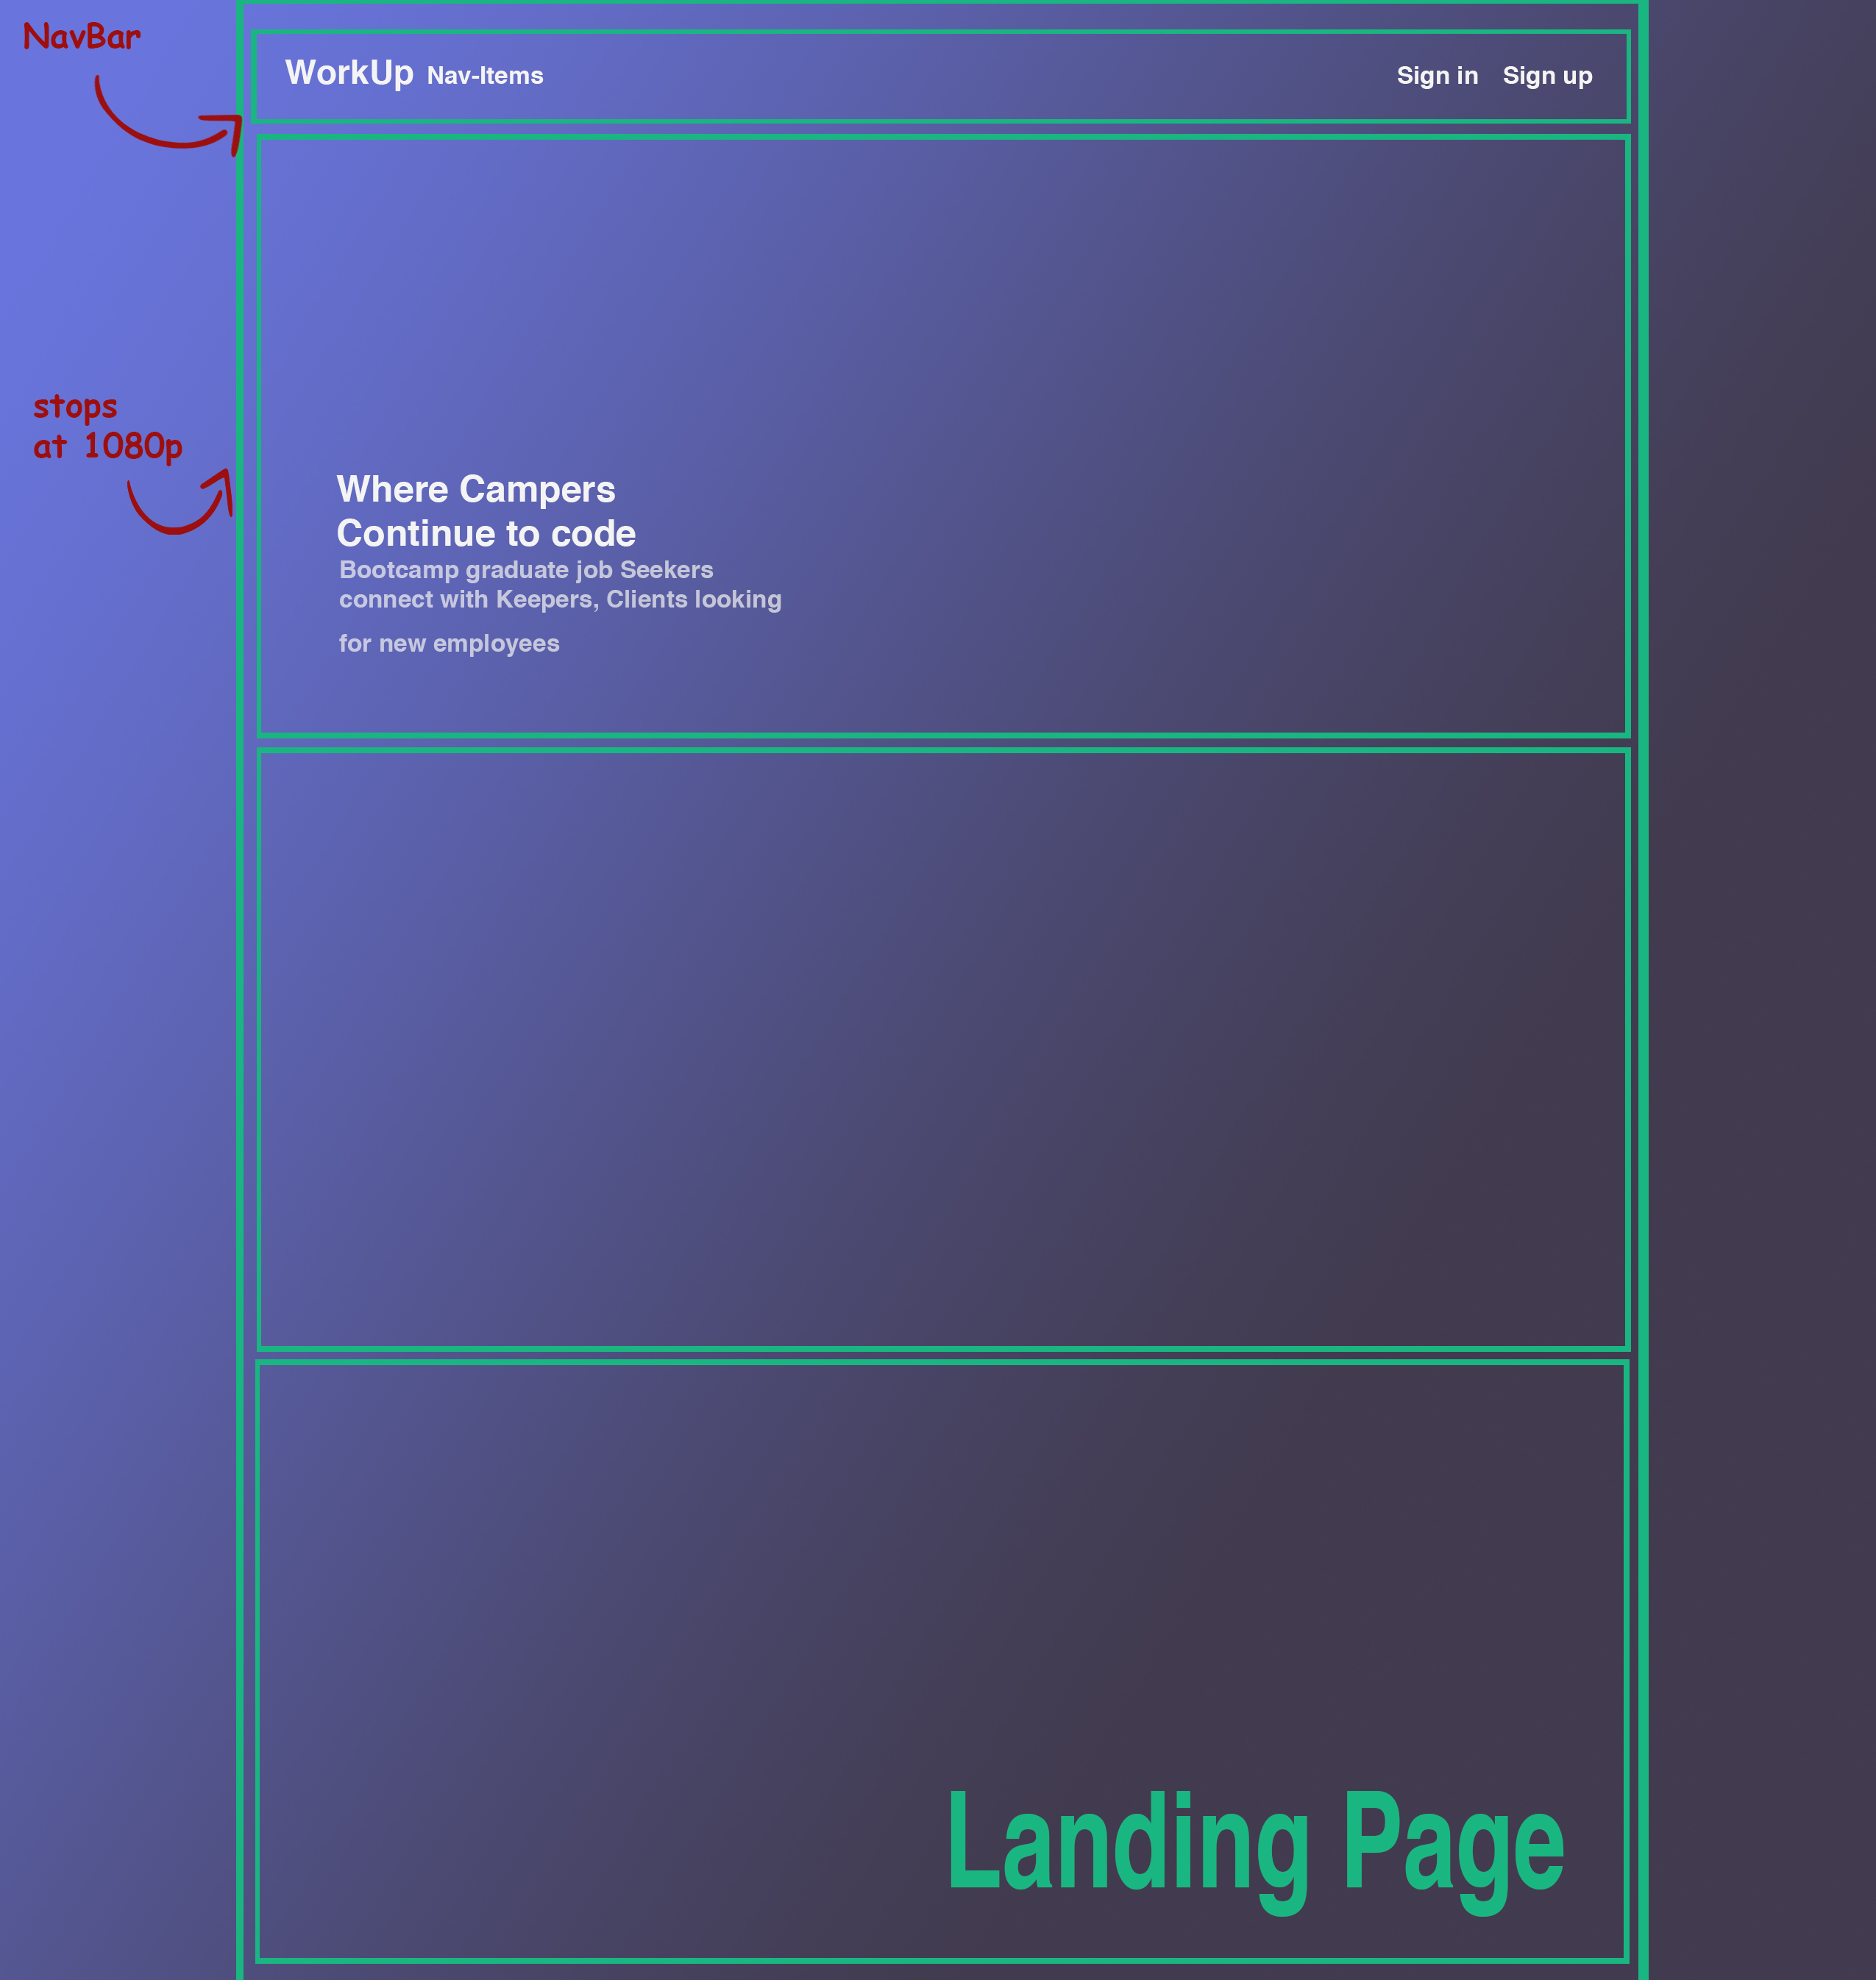 NavBar
WorkUp Nav-Items Sign in Sign up
stops
at 1080p
Where Campers
Continue to code
Bootcamp graduate job Seekers
connect with Keepers, Clients looking
for new employees
Landing Page